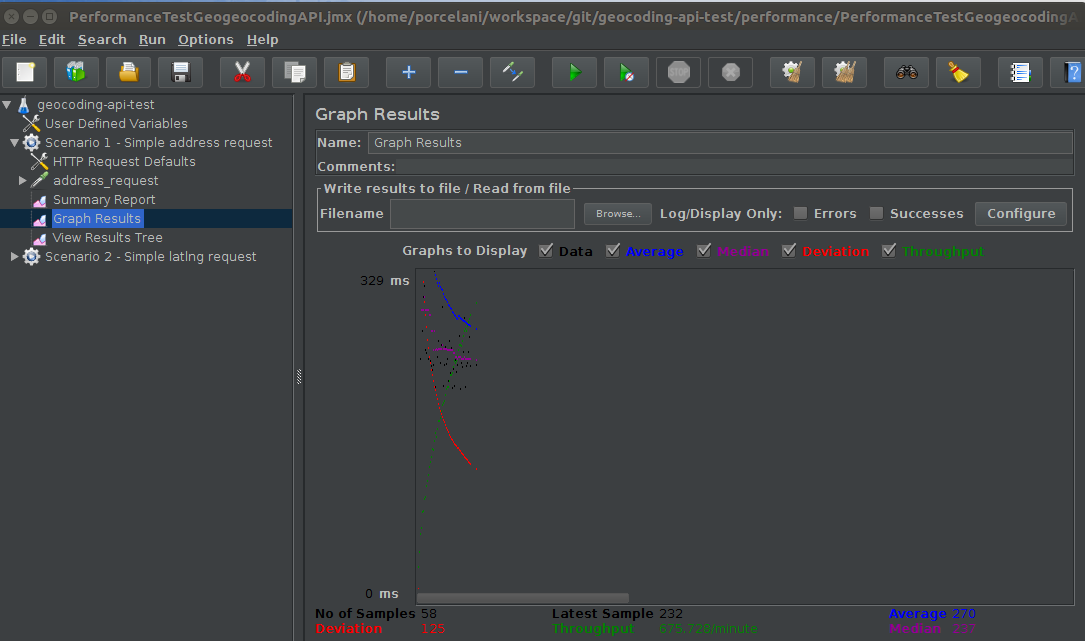 PerformanceTestGeogeocodingAPI.jmx (/home/porcelani/workspace/git/geocoding-api-test/performance/PerformanceTestGeogeocodingA
File Edit Search Run Options Help
STOP
geocoding-api-test
User Defined Variables
Scenario 1 - Simple address request
HTTP Request Defaults
address_request
Summary Report
Graph Results
View Results Tree
Scenario 2 - Simple latlng request
Graph Results
Name: Graph Results
Comments:
Write results to file / Read from file
Filename Browse... Log/Display Only: Errors Successes Configure
Graphs to Display Data Average Median Deviation Throughput
329 ms
0 ms
No of Samples 58 Latest Sample 232 Average 270
Deviation 125 Throughput 675.728/minute Median 237